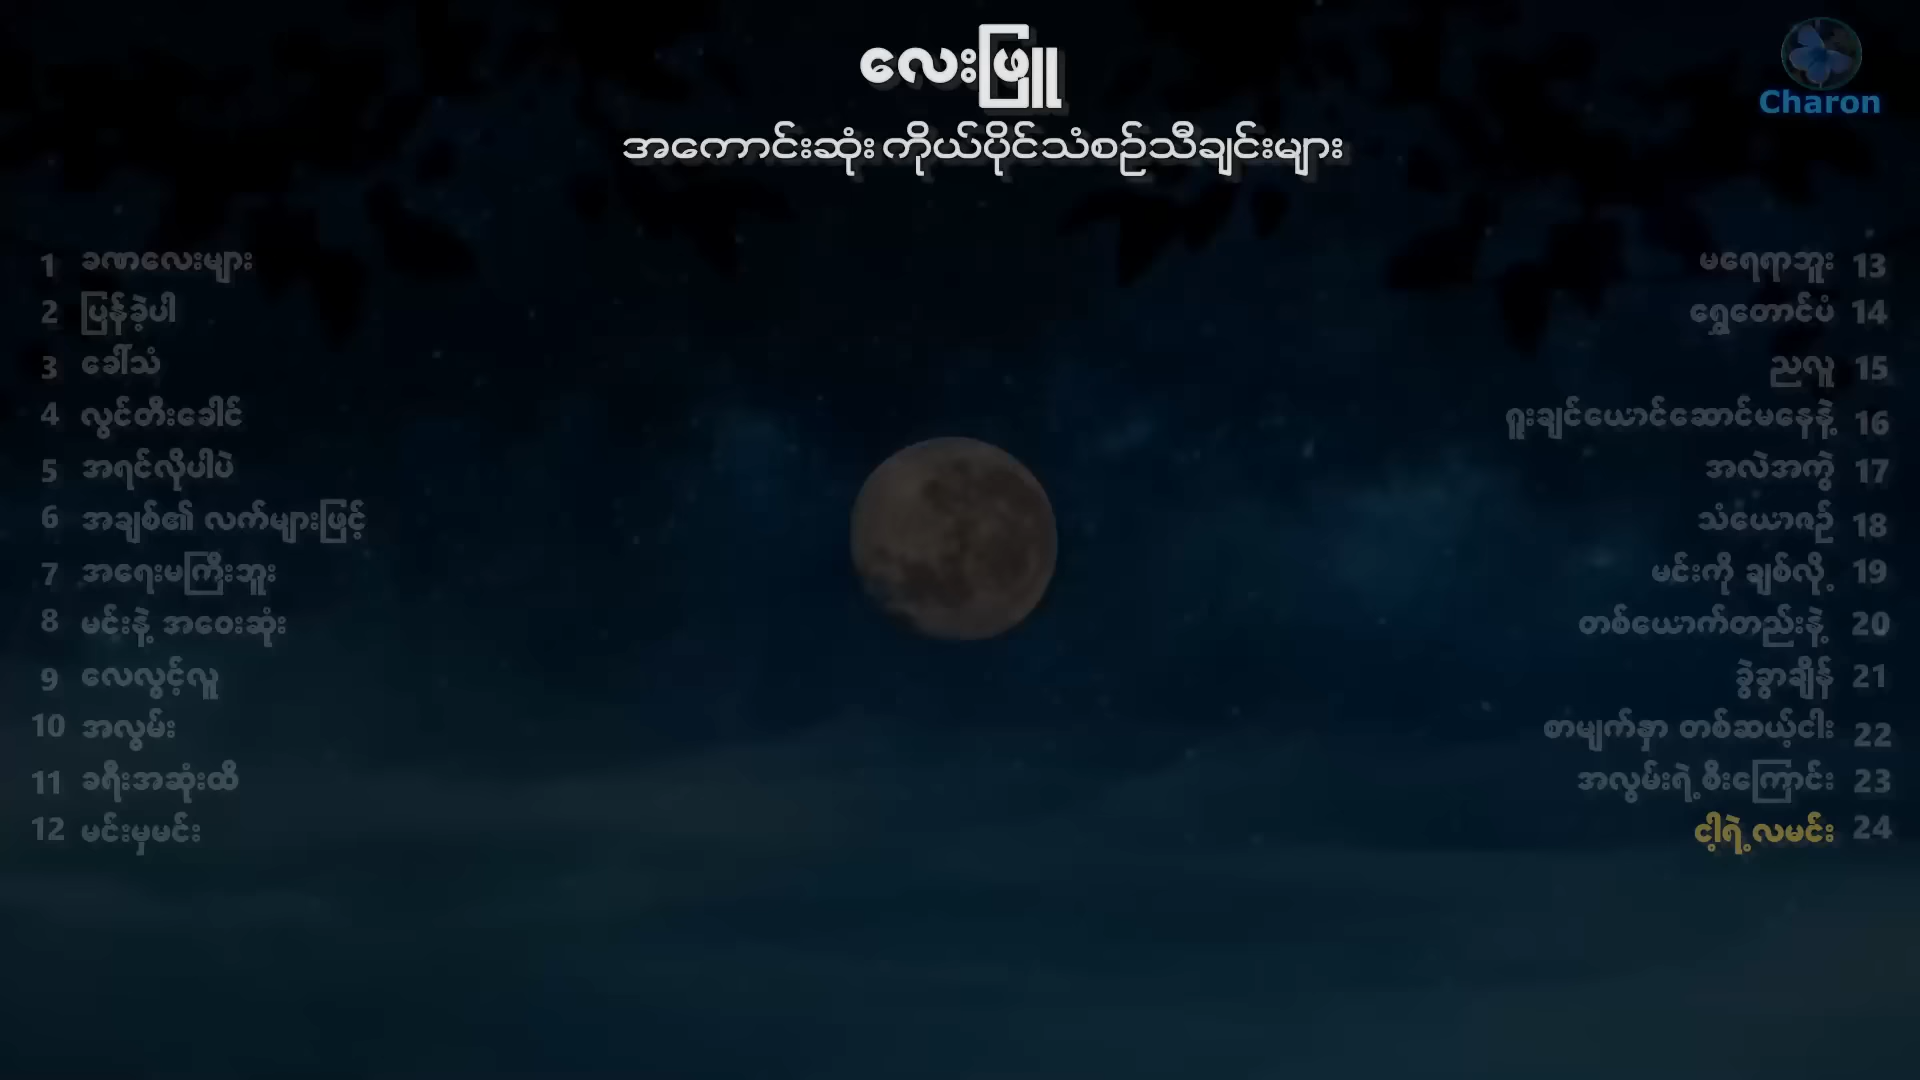 လေးဖြူ
Charon
အကောင်းဆုံး ကိုယ်ပိုင်သံစဉ်သီချင်းများ
1 ခဏလေးများ
2 ပြန်ခဲ့ပါ
3 ခေါ်သံ
4 လွင်တီးခေါင်
5 အရင်လိုပါပဲ
6 အချစ်၏ လက်များဖြင့်
7 အရေးမကြီးဘူး
8 မင်းနဲ့ အဝေးဆုံး
9 လေလွင့်လူ
10 အလွမ်း
11 ခရီးအဆုံးထိ
12 မင်းမှမင်း
မရေရာဘူး 13
ရွှေတောင်ပံ 14
ညလူ 15
ရူးချင်ယောင်ဆောင်မနေနဲ့ 16
အလဲအကွဲ 17
သံယောဇဉ် 18
မင်းကို ချစ်လို့ 19
တစ်ယောက်တည်းနဲ့ 20
ခွဲခွာချိန် 21
စာမျက်နှာ တစ်ဆယ့်ငါး 22
အလွမ်းရဲ့စီးကြောင်း 23
ငါ့ရဲ့လမင်း 24